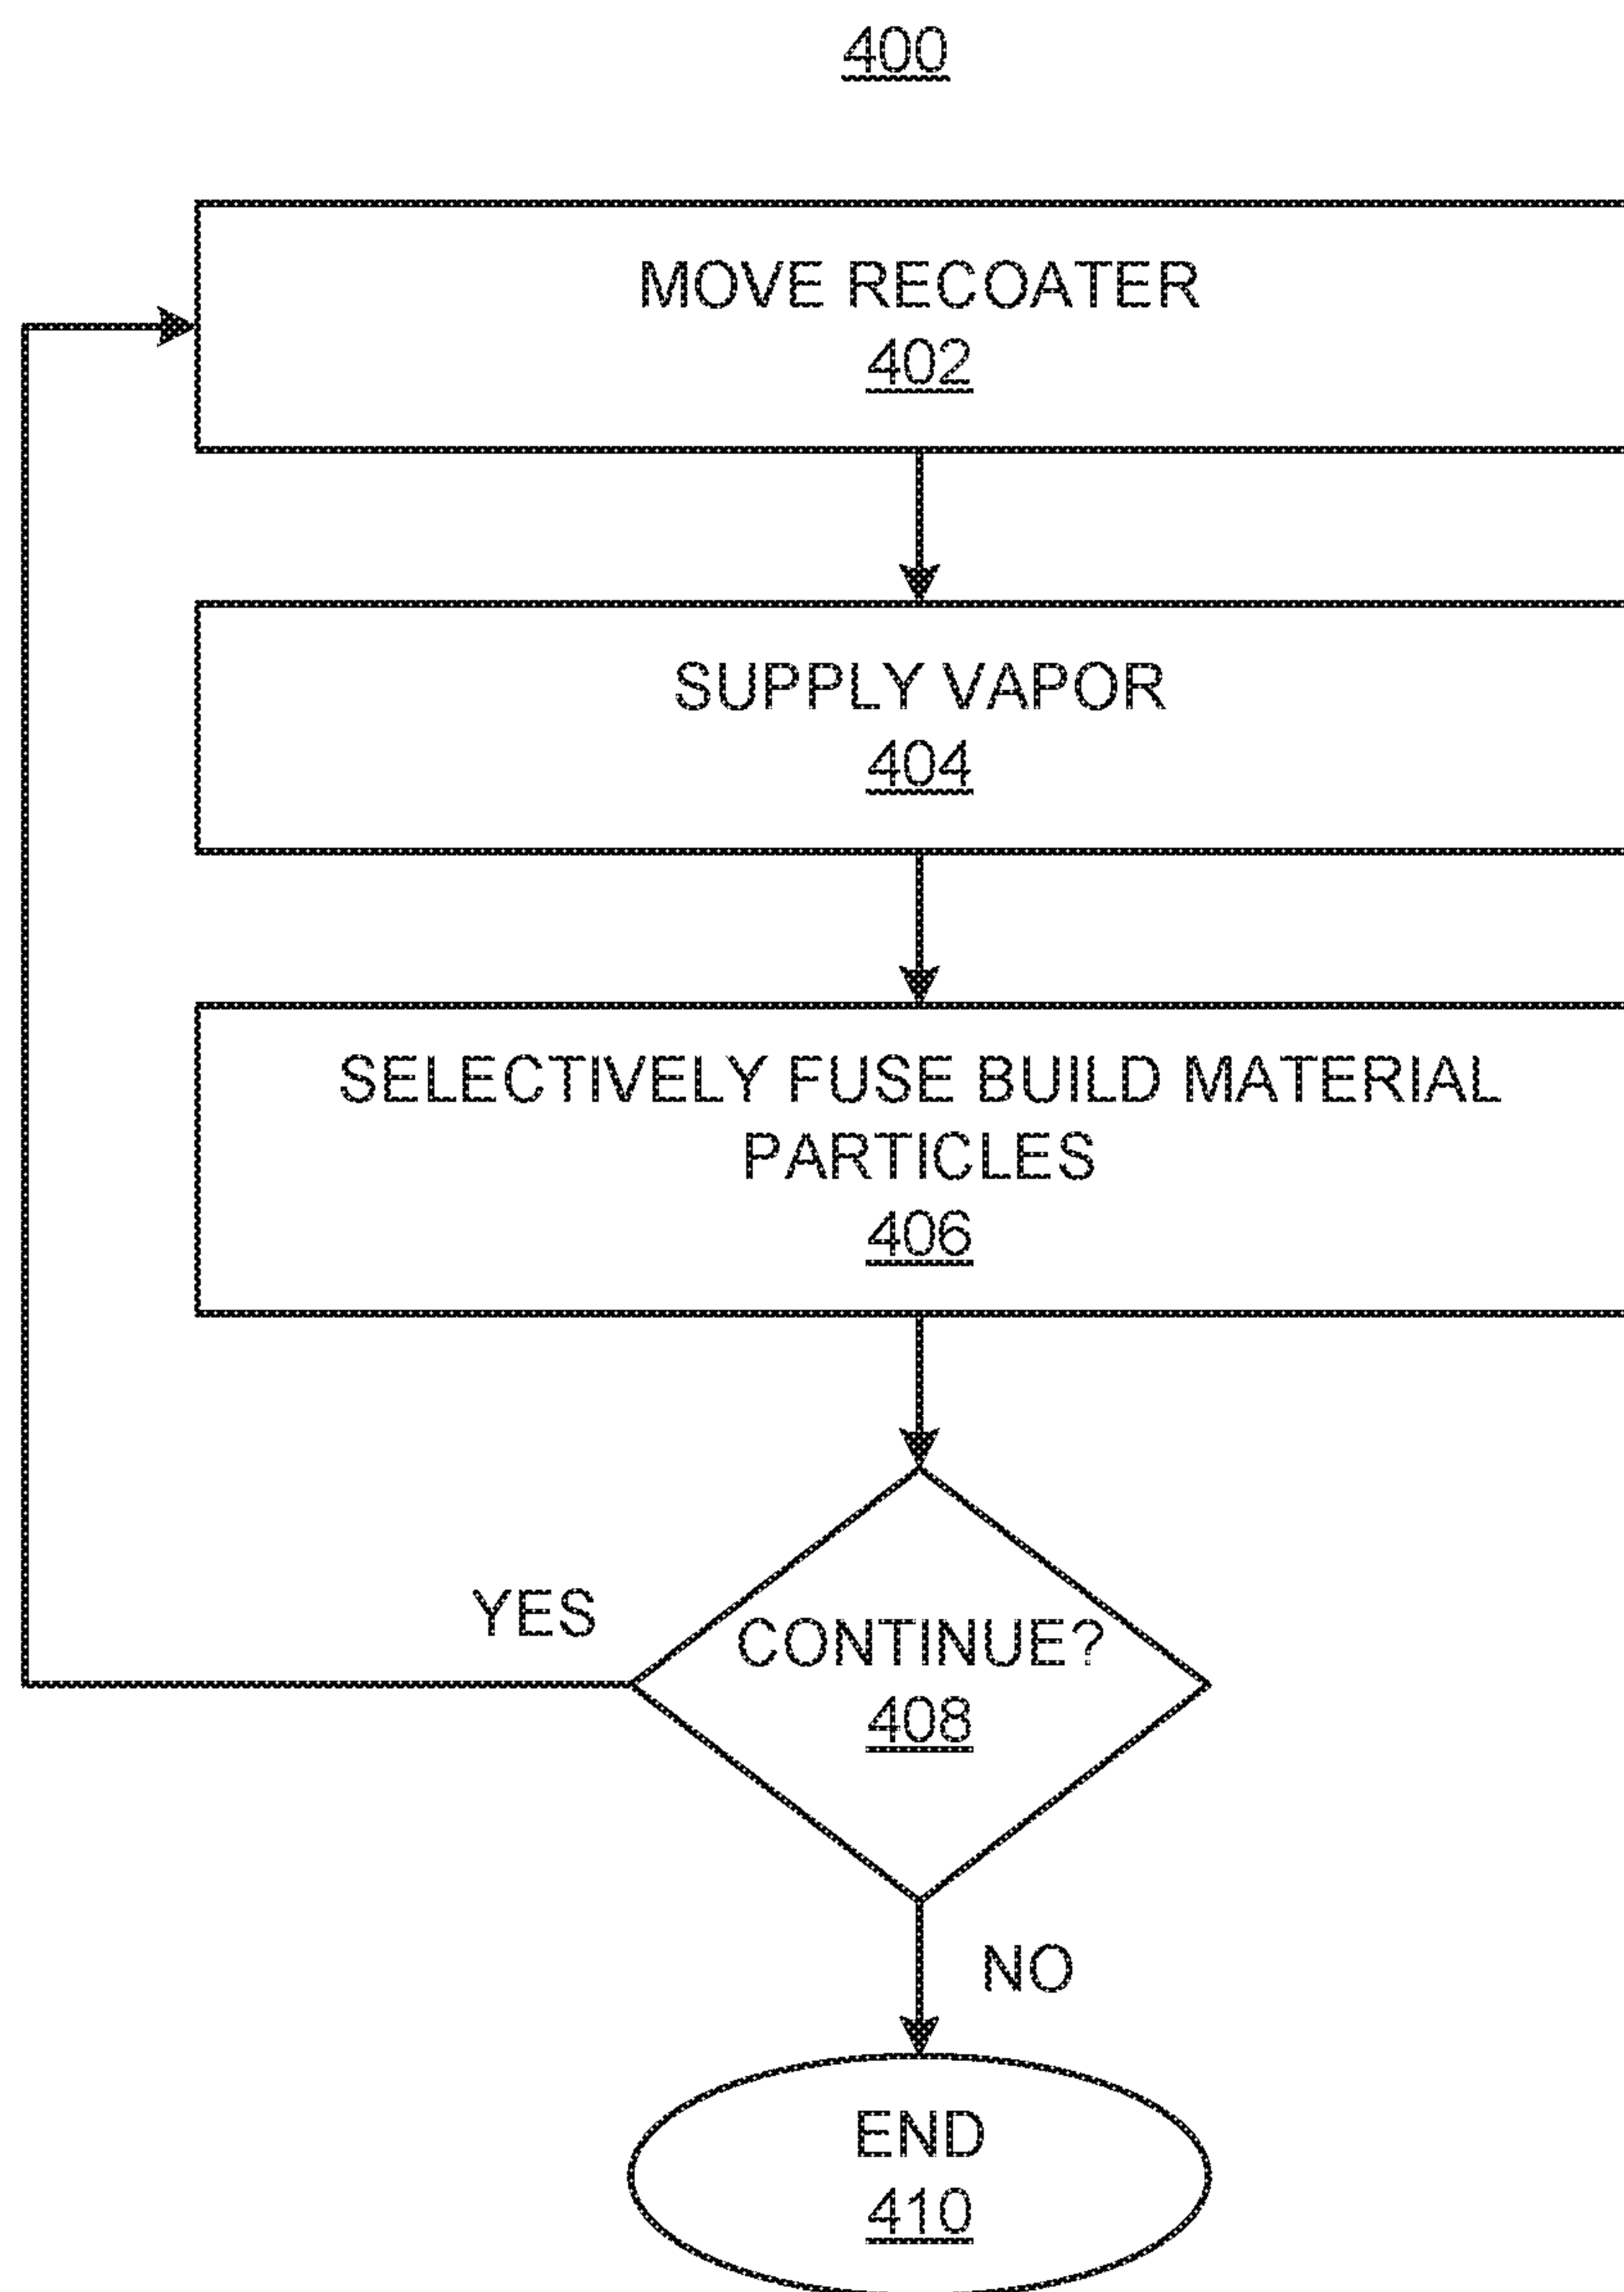 400
MOVE RECOATER
402
SUPPLY VAPOR
404
SELECTIVELY FUSE BUILD MATERIAL
PARTICLES
406
YES
CONTINUE?
408
NO
END
410